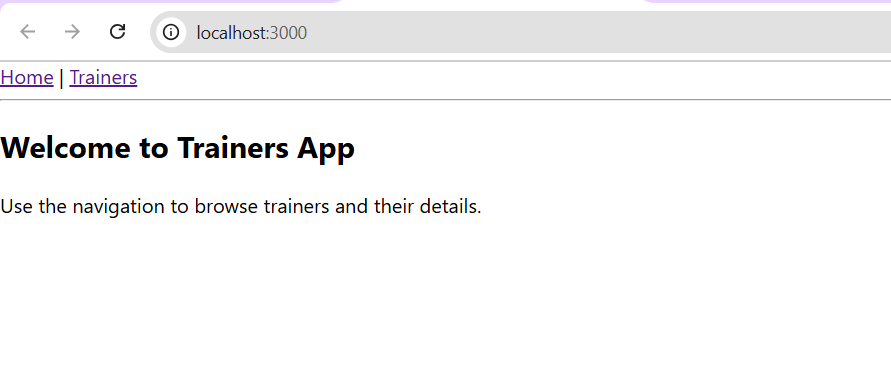 localhost:3000
Home | Trainers
Welcome to Trainers App
Use the navigation to browse trainers and their details.